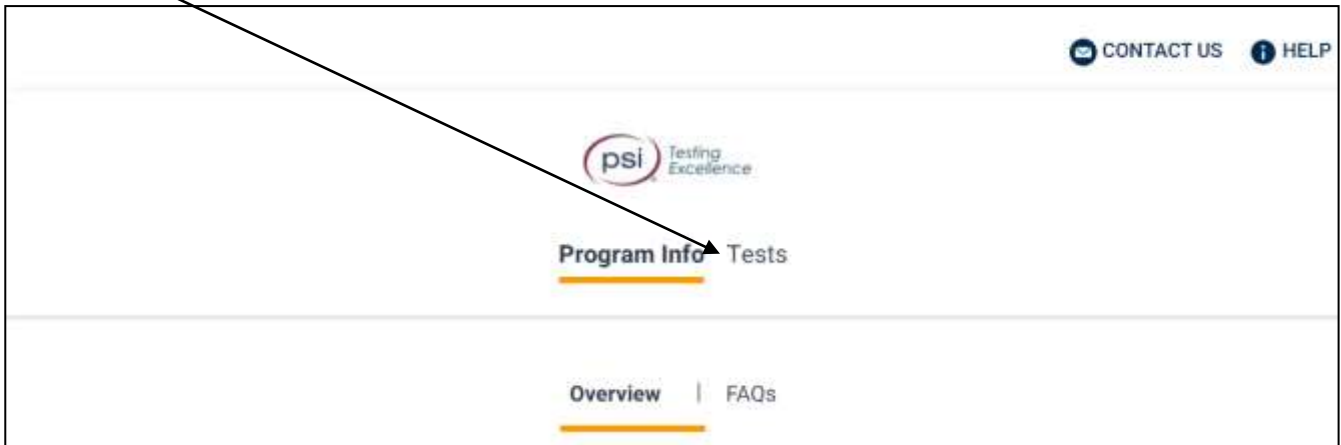 CONTACT US HELP
psi Testing
Excellence
Program Info Tests
Overview | FAQs